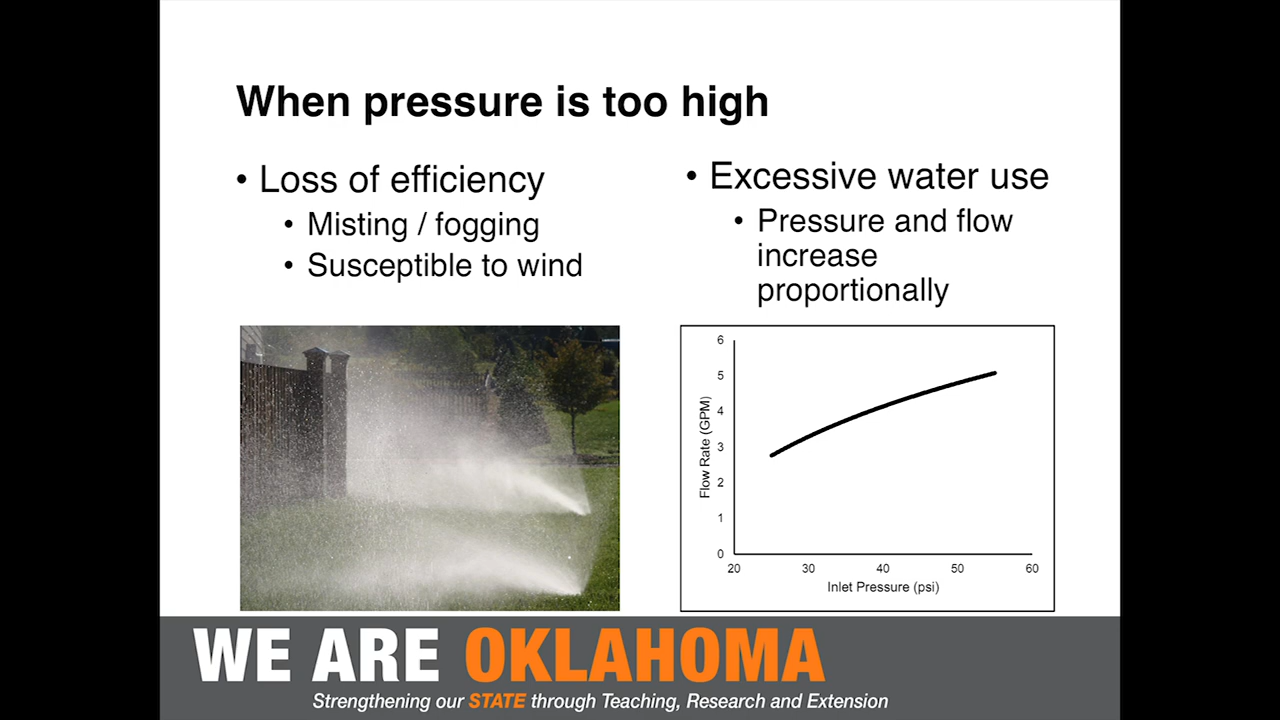 When pressure is too high
• Loss of efficiency
• Misting / fogging
• Susceptible to wind
• Excessive water use
• Pressure and flow
increase
proportionally
6
5
4
3
2
1
0
Flow Rate (GPM)
20 30 40 50 60
Inlet Pressure (psi)
WE ARE OKLAHOMA
Strengthening our STATE through Teaching, Research and Extension